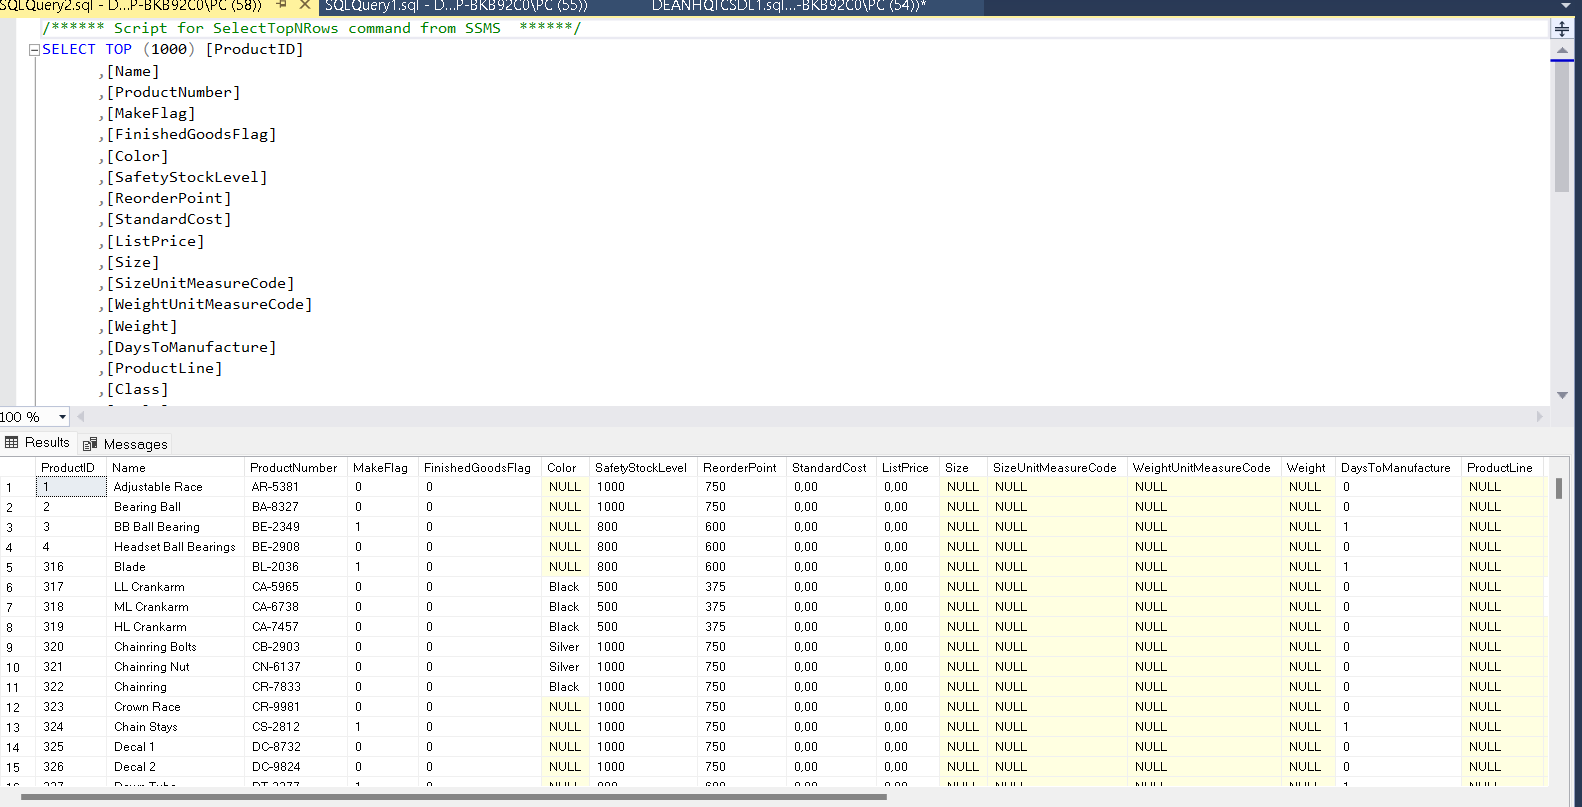 SQLQuery2.sql - D...P-BKB92C0\PC (58)) SQLQuery1.sql - D...P-BKB92C0\PC (55)) DEANHQTCSDL1.sql...-BKB92C0\PC (54))*
/****** Script for SelectTopNRows command from SSMS ******/
SELECT TOP (1000) [ProductID]
,[Name]
,[ProductNumber]
,[MakeFlag]
,[FinishedGoodsFlag]
,[Color]
,[SafetyStockLevel]
,[ReorderPoint]
,[StandardCost]
,[ListPrice]
,[Size]
,[SizeUnitMeasureCode]
,[WeightUnitMeasureCode]
,[Weight]
,[DaysToManufacture]
,[ProductLine]
,[Class]
100 %
Results Messages
ProductID Name ProductNumber MakeFlag FinishedGoodsFlag Color SafetyStockLevel ReorderPoint StandardCost ListPrice Size SizeUnitMeasureCode WeightUnitMeasureCode Weight DaysToManufacture ProductLine
1 1 Adjustable Race AR-5381 0 0 NULL 1000 750 0,00 0,00 NULL NULL NULL NULL 0 NULL
2 2 Bearing Ball BA-8327 0 0 NULL 1000 750 0,00 0,00 NULL NULL NULL NULL 0 NULL
3 3 BB Ball Bearing BE-2349 1 0 NULL 800 600 0,00 0,00 NULL NULL NULL NULL 1 NULL
4 4 Headset Ball Bearings BE-2908 0 0 NULL 800 600 0,00 0,00 NULL NULL NULL NULL 0 NULL
5 316 Blade BL-2036 1 0 NULL 800 600 0,00 0,00 NULL NULL NULL NULL 1 NULL
6 317 LL Crankarm CA-5965 0 0 Black 500 375 0,00 0,00 NULL NULL NULL NULL 0 NULL
7 318 ML Crankarm CA-6738 0 0 Black 500 375 0,00 0,00 NULL NULL NULL NULL 0 NULL
8 319 HL Crankarm CA-7457 0 0 Black 500 375 0,00 0,00 NULL NULL NULL NULL 0 NULL
9 320 Chainring Bolts CB-2903 0 0 Silver 1000 750 0,00 0,00 NULL NULL NULL NULL 0 NULL
10 321 Chainring Nut CN-6137 0 0 Silver 1000 750 0,00 0,00 NULL NULL NULL NULL 0 NULL
11 322 Chainring CR-7833 0 0 Black 1000 750 0,00 0,00 NULL NULL NULL NULL 0 NULL
12 323 Crown Race CR-9981 0 0 NULL 1000 750 0,00 0,00 NULL NULL NULL NULL 0 NULL
13 324 Chain Stays CS-2812 1 0 NULL 1000 750 0,00 0,00 NULL NULL NULL NULL 1 NULL
14 325 Decal 1 DC-8732 0 0 NULL 1000 750 0,00 0,00 NULL NULL NULL NULL 0 NULL
15 326 Decal 2 DC-9824 0 0 NULL 1000 750 0,00 0,00 NULL NULL NULL NULL 0 NULL